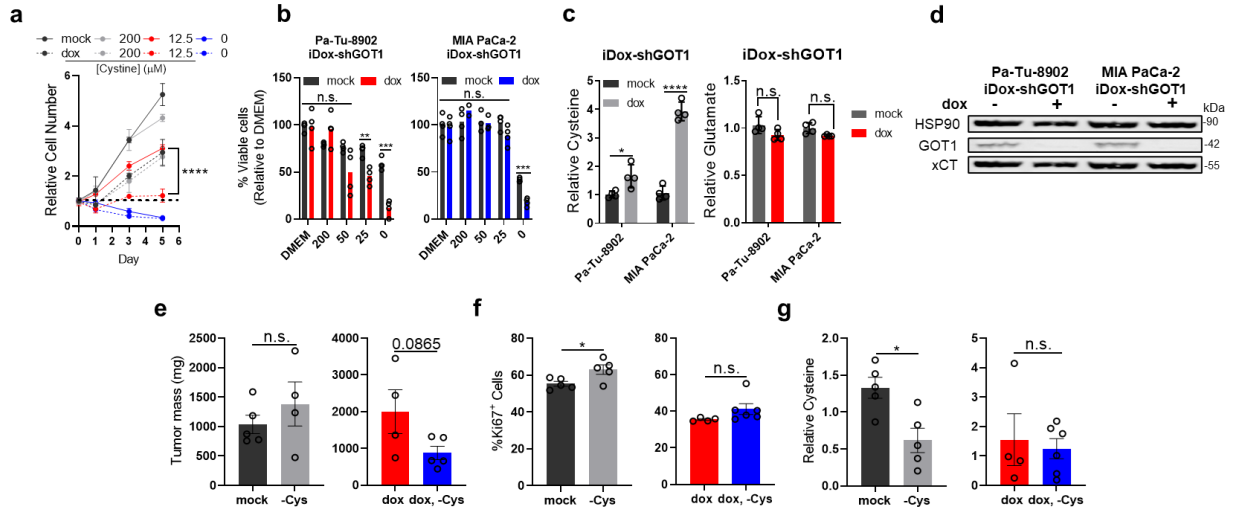 a
mock 200 12.5 0
dox 200 12.5 0
[Cystine] (μM)
Relative Cell Number
6
4
2
0
****
0 1 2 3 4 5 6
Day
b
Pa-Tu-8902
iDox-shGOT1
MIA PaCa-2
iDox-shGOT1
mock dox
mock dox
% Viable cells
(Relative to DMEM)
150
100
50
0
n.s.
**
***
DMEM 200 50 25 0
150
100
50
0
n.s.
***
DMEM 200 50 25 0
c
iDox-shGOT1
mock
dox
Relative Cysteine
5
4
3
2
1
0
*
****
Pa-Tu-8902
MIA PaCa-2
iDox-shGOT1
mock
dox
Relative Glutamate
1.5
1.0
0.5
0.0
n.s.
n.s.
Pa-Tu-8902
MIA PaCa-2
d
Pa-Tu-8902
iDox-shGOT1
MIA PaCa-2
iDox-shGOT1
dox - + - + kDa
HSP90 -90
GOT1 -42
xCT -55
e
Tumor mass (mg)
2500
2000
1500
1000
500
0
n.s.
mock -Cys
4000
3000
2000
1000
0
0.0865
dox dox, -Cys
f
%Ki67+ Cells
80
60
40
20
0
*
mock -Cys
80
60
40
20
0
n.s.
dox dox, -Cys
g
Relative Cysteine
2.0
1.5
1.0
0.5
0.0
*
mock -Cys
5
4
3
2
1
0
n.s.
dox dox, -Cys